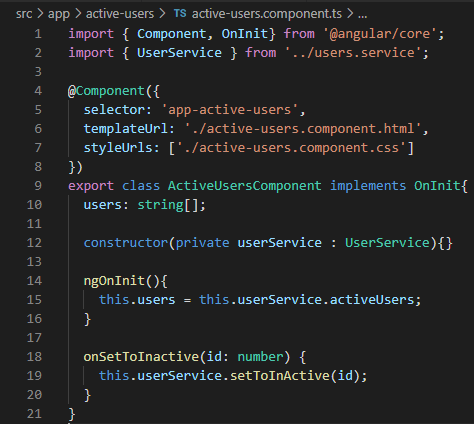 src > app > active-users > TS active-users.component.ts > ...
1 import { Component, OnInit} from '@angular/core';
2 import { UserService } from '../users.service';
3
4 @Component({
5   selector: 'app-active-users',
6   templateUrl: './active-users.component.html',
7   styleUrls: ['./active-users.component.css']
8 })
9 export class ActiveUsersComponent implements OnInit{
10   users: string[];
11
12   constructor(private userService : UserService){}
13
14   ngOnInit(){
15     this.users = this.userService.activeUsers;
16   }
17
18   onSetToInactive(id: number) {
19     this.userService.setToInActive(id);
20   }
21 }